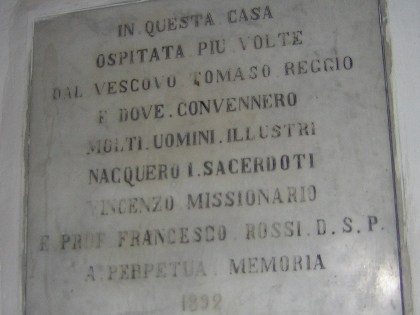 IN QUESTA CASA
OSPITATA PIU VOLTE
DAL VESCOVO TOMASO REGGIO
E DOVE.CONVENNERO
MOLTI.UOMINI.ILLUSTRI
NACQUERO I.SACERDOTI
VINCENZO MISSIONARIO
E PROF FRANCESCO ROSSI.D.S.P.
A PERPETUA MEMORIA
1892